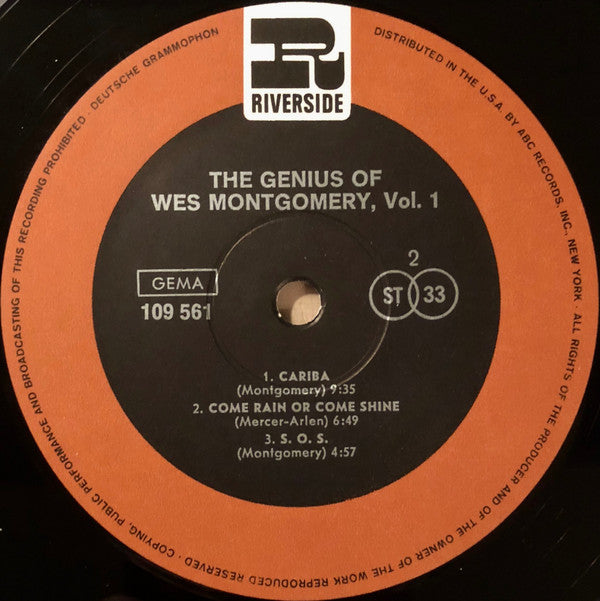 R
RIVERSIDE
THE GENIUS OF
WES MONTGOMERY, Vol. 1
GEMA
109 561
2
ST 33
1. CARIBA
(Montgomery) 9:35
2. COME RAIN OR COME SHINE
(Mercer-Arlen) 6:49
3. S. O. S.
(Montgomery) 4:57
DEUTSCHE GRAMMOPHON
DISTRIBUTED IN THE U.S.A. BY ABC RECORDS, INC., NEW YORK · ALL RIGHTS OF THE PRODUCER AND OF THE OWNER OF THE WORK REPRODUCED RESERVED · COPYING, PUBLIC PERFORMANCE AND BROADCASTING OF THIS RECORDING PROHIBITED ·